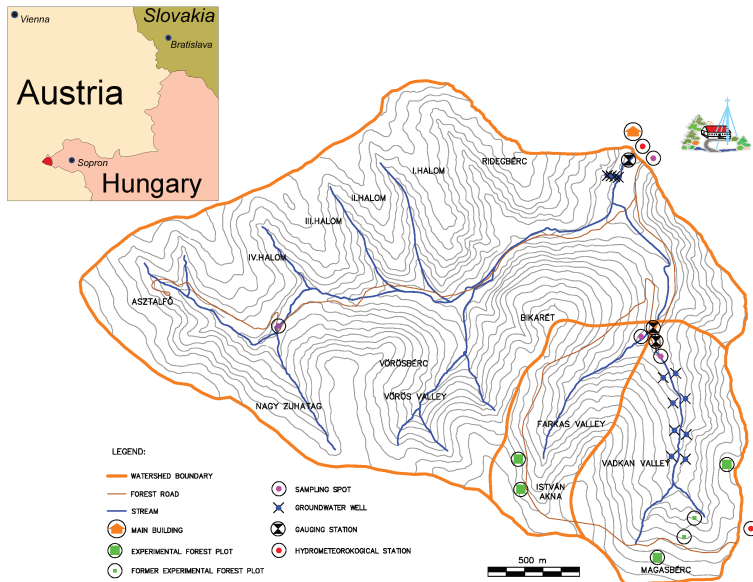 Vienna
Slovakia
Bratislava
Austria
Sopron
Hungary
RIDEGBÉRC
I.HALOM
II.HALOM
III.HALOM
IV.HALOM
ASZTALFŐ
BIKARÉT
VÖRÖSBÉRC
VÖRÖS VALLEY
NAGY ZUHATAG
FARKAS VALLEY
VADKAN VALLEY
ISTVÁN
AKNA
MAGASBÉRC
LEGEND:
WATERSHED BOUNDARY
FOREST ROAD
STREAM
MAIN BUILDING
EXPERIMENTAL FOREST PLOT
FORMER EXPERIMENTAL FOREST PLOT
SAMPLING SPOT
GROUNDWATER WELL
GAUGING STATION
HYDROMETEOROKOGICAL STATION
500 m